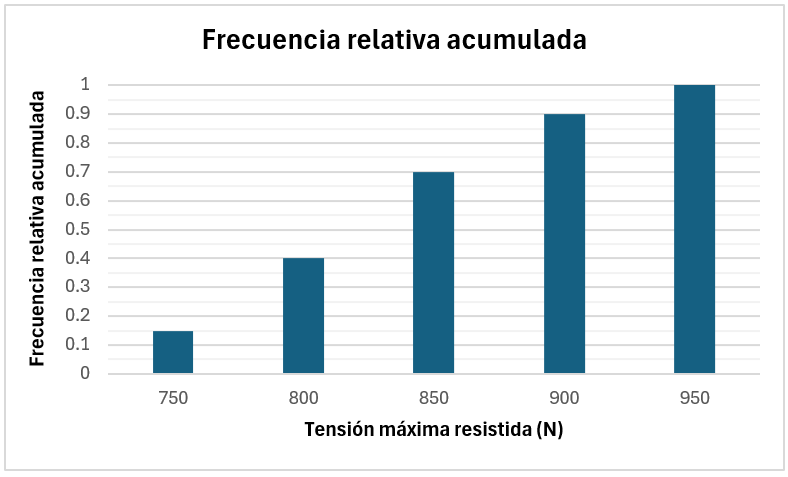 Frecuencia relativa acumulada
Frecuencia relativa acumulada
1
0.9
0.8
0.7
0.6
0.5
0.4
0.3
0.2
0.1
0
750 800 850 900 950
Tensión máxima resistida (N)